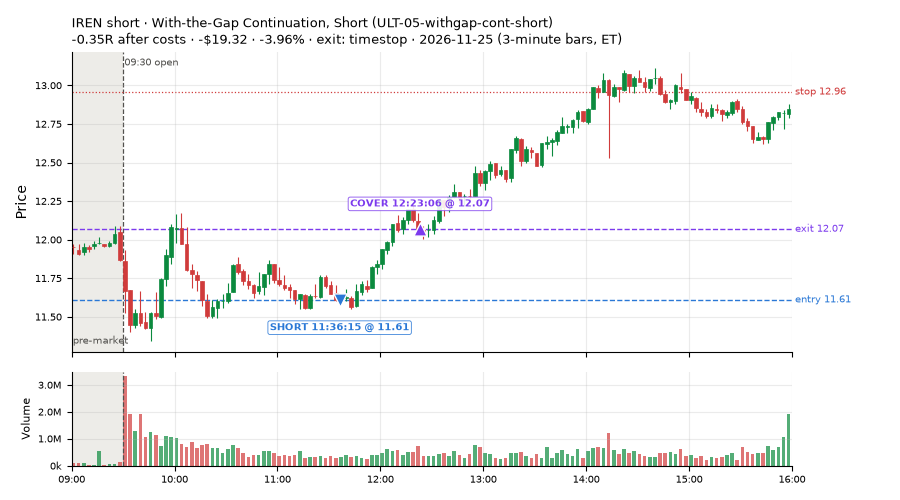 IREN short · With-the-Gap Continuation, Short (ULT-05-withgap-cont-short)
-0.35R after costs · -$19.32 · -3.96% · exit: timestop · 2026-11-25 (3-minute bars, ET)
09:30 open
13.00
stop 12.96
12.75
12.50
12.25
COVER 12:23:06 @ 12.07
exit 12.07
12.00
11.75
entry 11.61
11.50
SHORT 11:36:15 @ 11.61
pre-market
Price
3.0M
2.0M
1.0M
0k
Volume
09:00
10:00
11:00
12:00
13:00
14:00
15:00
16:00